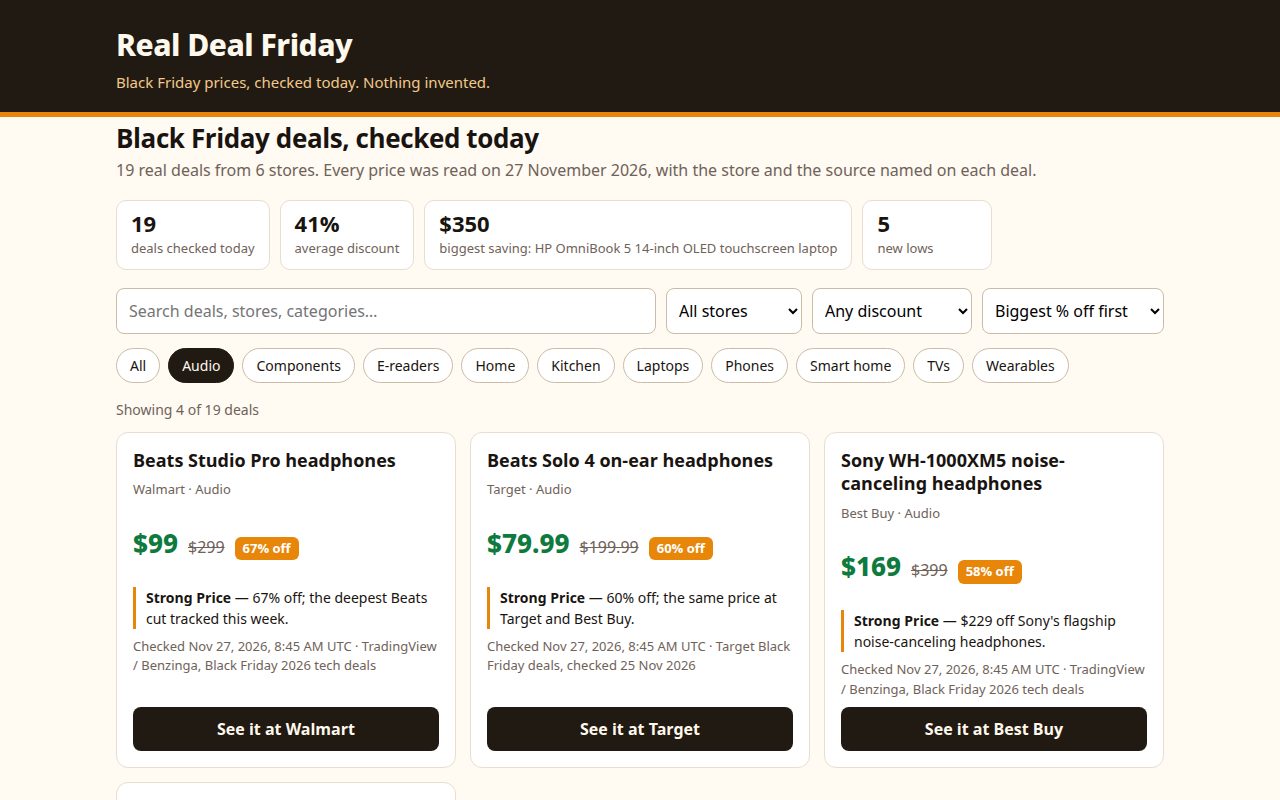 Real Deal Friday
Black Friday prices, checked today. Nothing invented.
Black Friday deals, checked today
19 real deals from 6 stores. Every price was read on 27 November 2026, with the store and the source named on each deal.
19
deals checked today
41%
average discount
$350
biggest saving: HP OmniBook 5 14-inch OLED touchscreen laptop
5
new lows
Search deals, stores, categories...
All stores
Any discount
Biggest % off first
All
Audio
Components
E-readers
Home
Kitchen
Laptops
Phones
Smart home
TVs
Wearables
Showing 4 of 19 deals
Beats Studio Pro headphones
Walmart · Audio
$99 $299 67% off
Strong Price — 67% off; the deepest Beats
cut tracked this week.
Checked Nov 27, 2026, 8:45 AM UTC · TradingView
/ Benzinga, Black Friday 2026 tech deals
See it at Walmart
Beats Solo 4 on-ear headphones
Target · Audio
$79.99 $199.99 60% off
Strong Price — 60% off; the same price at
Target and Best Buy.
Checked Nov 27, 2026, 8:45 AM UTC · Target Black
Friday deals, checked 25 Nov 2026
See it at Target
Sony WH-1000XM5 noise-
canceling headphones
Best Buy · Audio
$169 $399 58% off
Strong Price — $229 off Sony's flagship
noise-canceling headphones.
Checked Nov 27, 2026, 8:45 AM UTC · TradingView
/ Benzinga, Black Friday 2026 tech deals
See it at Best Buy